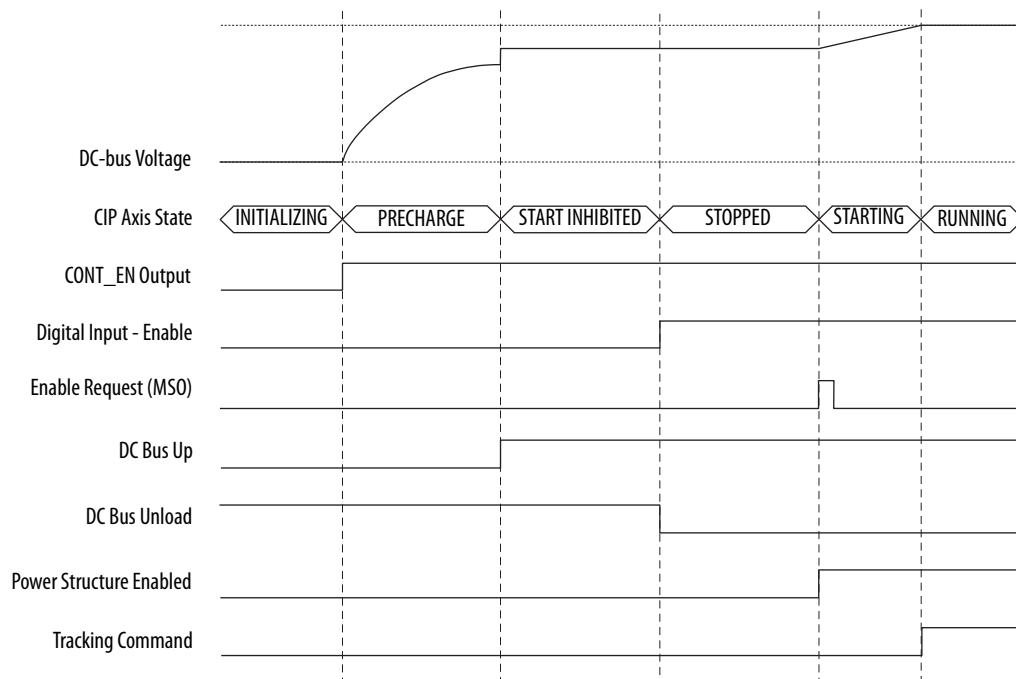 DC-bus Voltage
CIP Axis State INITIALIZING PRECHARGE START INHIBITED STOPPED STARTING RUNNING
CONT_EN Output
Digital Input - Enable
Enable Request (MSO)
DC Bus Up
DC Bus Unload
Power Structure Enabled
Tracking Command